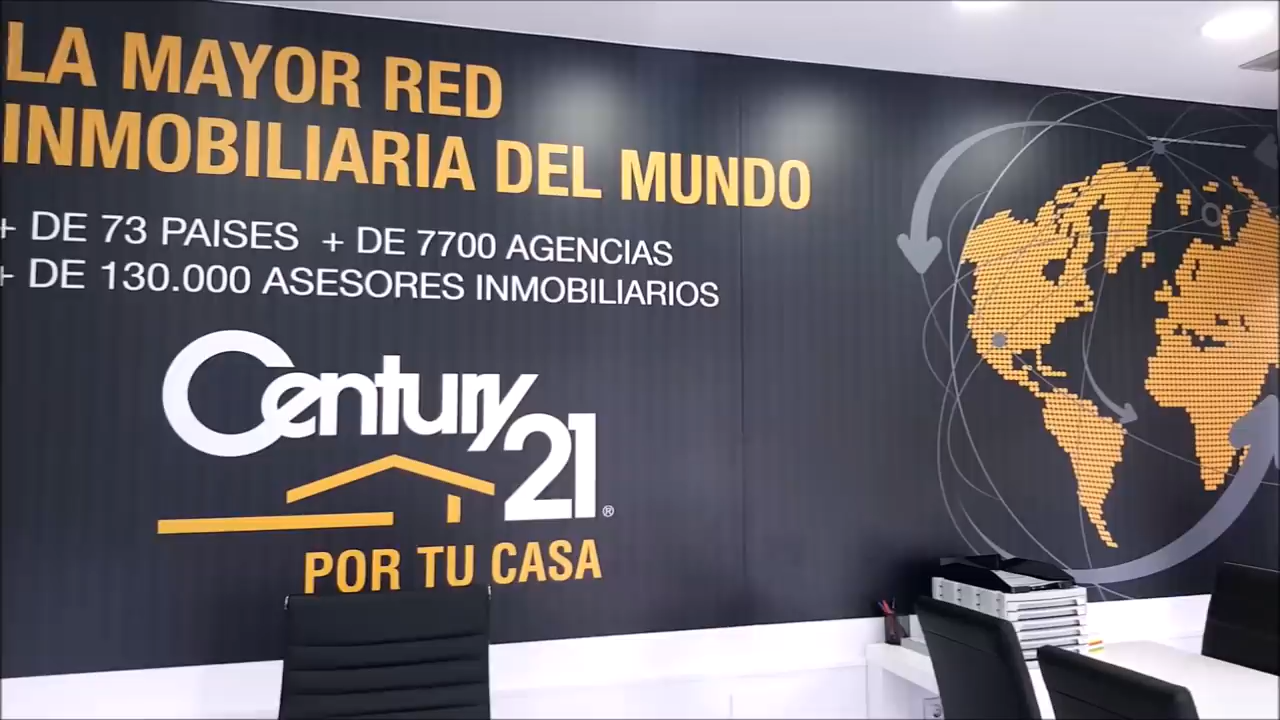 LA MAYOR RED
INMOBILIARIA DEL MUNDO
+ DE 73 PAISES + DE 7700 AGENCIAS
+ DE 130.000 ASESORES INMOBILIARIOS
Century
21®
POR TU CASA